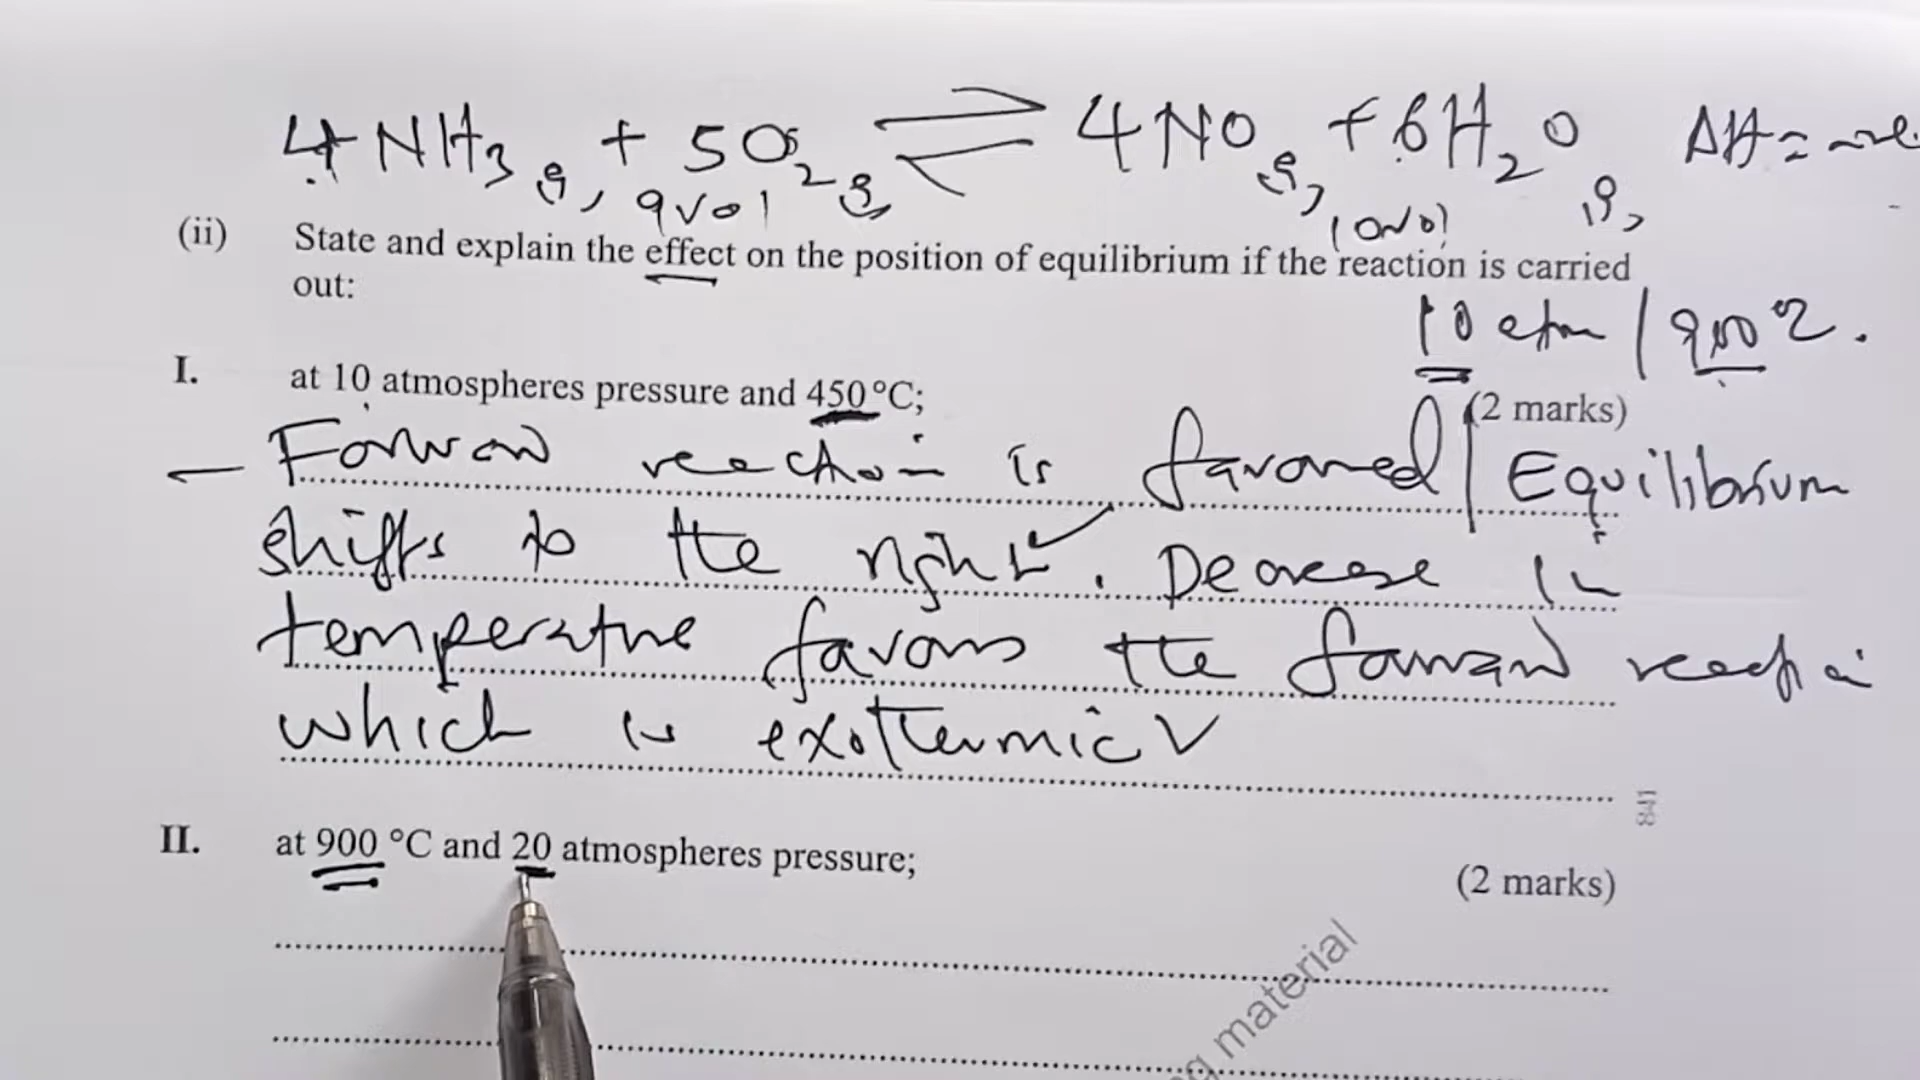 4NH3(g) + 5O2(g) ⇌ 4NO(g) + 6H2O(g) ΔH = -ve
9vol 10vol
(ii) State and explain the effect on the position of equilibrium if the reaction is carried
out:
10 atm / 900 °C.
I. at 10 atmospheres pressure and 450 °C;
(2 marks)
– Forward reaction is favoured / Equilibrium
shifts to the right ✓. Decrease in
temperature favours the forward reaction
which is exothermic ✓
II. at 900 °C and 20 atmospheres pressure;
(2 marks)
material